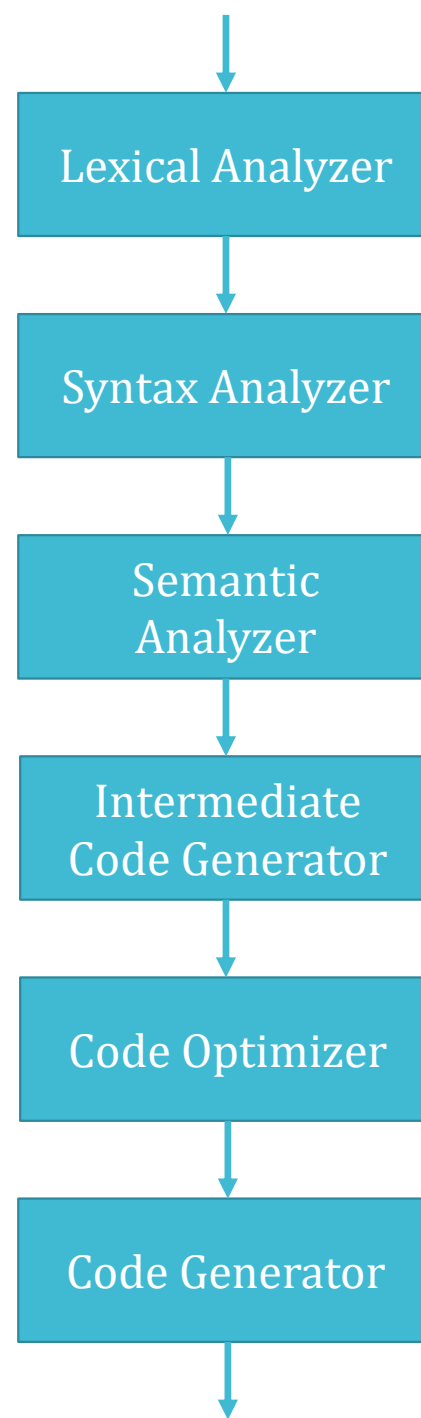 Lexical Analyzer
Syntax Analyzer
Semantic
Analyzer
Intermediate
Code Generator
Code Optimizer
Code Generator